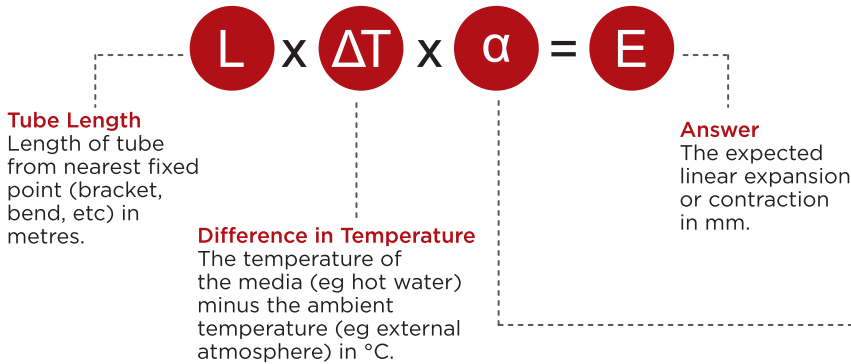 L x ΔT x α = E
Tube Length
Length of tube
from nearest fixed
point (bracket,
bend, etc) in
metres.
Difference in Temperature
The temperature of
the media (eg hot water)
minus the ambient
temperature (eg external
atmosphere) in °C.
Answer
The expected
linear expansion
or contraction
in mm.